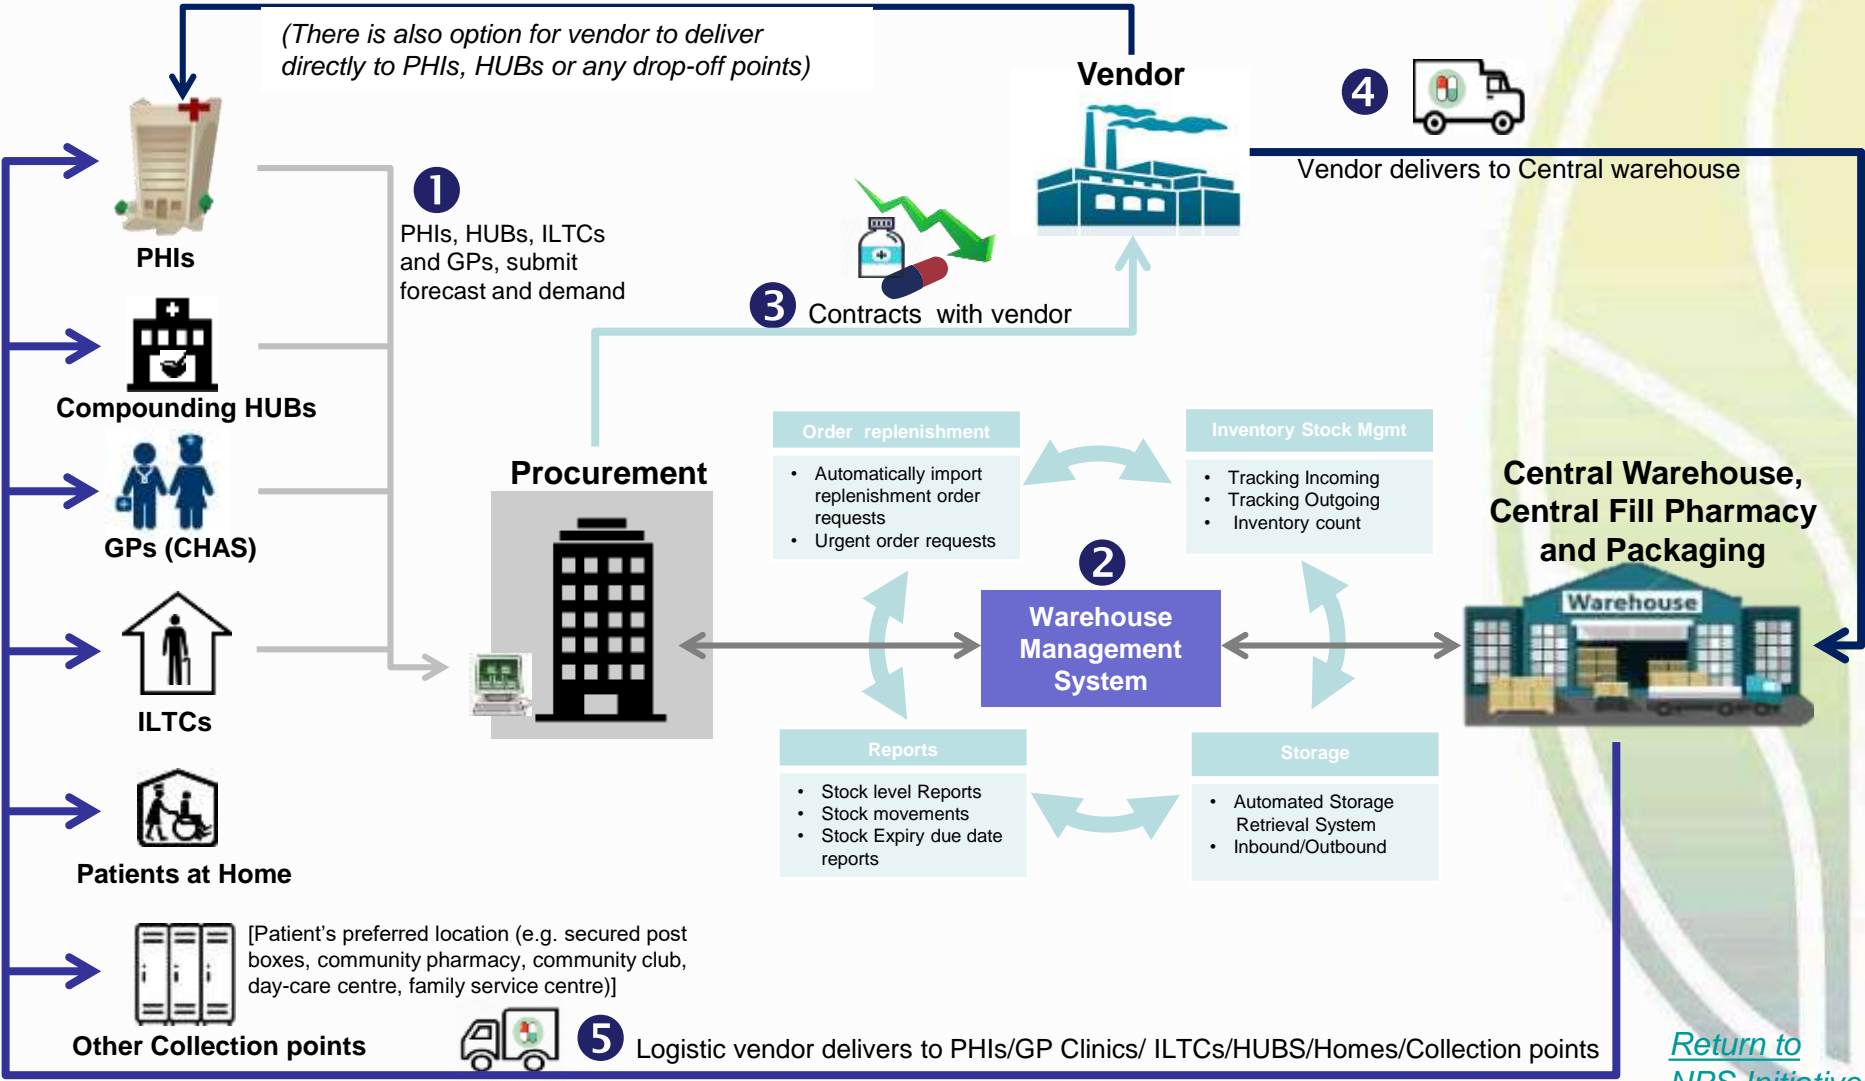 (There is also option for vendor to deliver
directly to PHIs, HUBs or any drop-off points)
Vendor
4
Vendor delivers to Central warehouse
1
PHIs, HUBs, ILTCs
and GPs, submit
forecast and demand
PHIs
3
Contracts with vendor
Compounding HUBs
GPs (CHAS)
ILTCs
Patients at Home
Procurement
Order replenishment
• Automatically import
replenishment order
requests
• Urgent order requests
Inventory Stock Mgmt
• Tracking Incoming
• Tracking Outgoing
• Inventory count
2
Warehouse
Management
System
Central Warehouse,
Central Fill Pharmacy
and Packaging
Warehouse
Reports
• Stock level Reports
• Stock movements
• Stock Expiry due date
reports
Storage
• Automated Storage
Retrieval System
• Inbound/Outbound
[Patient’s preferred location (e.g. secured post
boxes, community pharmacy, community club,
day-care centre, family service centre)]
Other Collection points
5
Logistic vendor delivers to PHIs/GP Clinics/ ILTCs/HUBS/Homes/Collection points
Return to
NPS Initiative